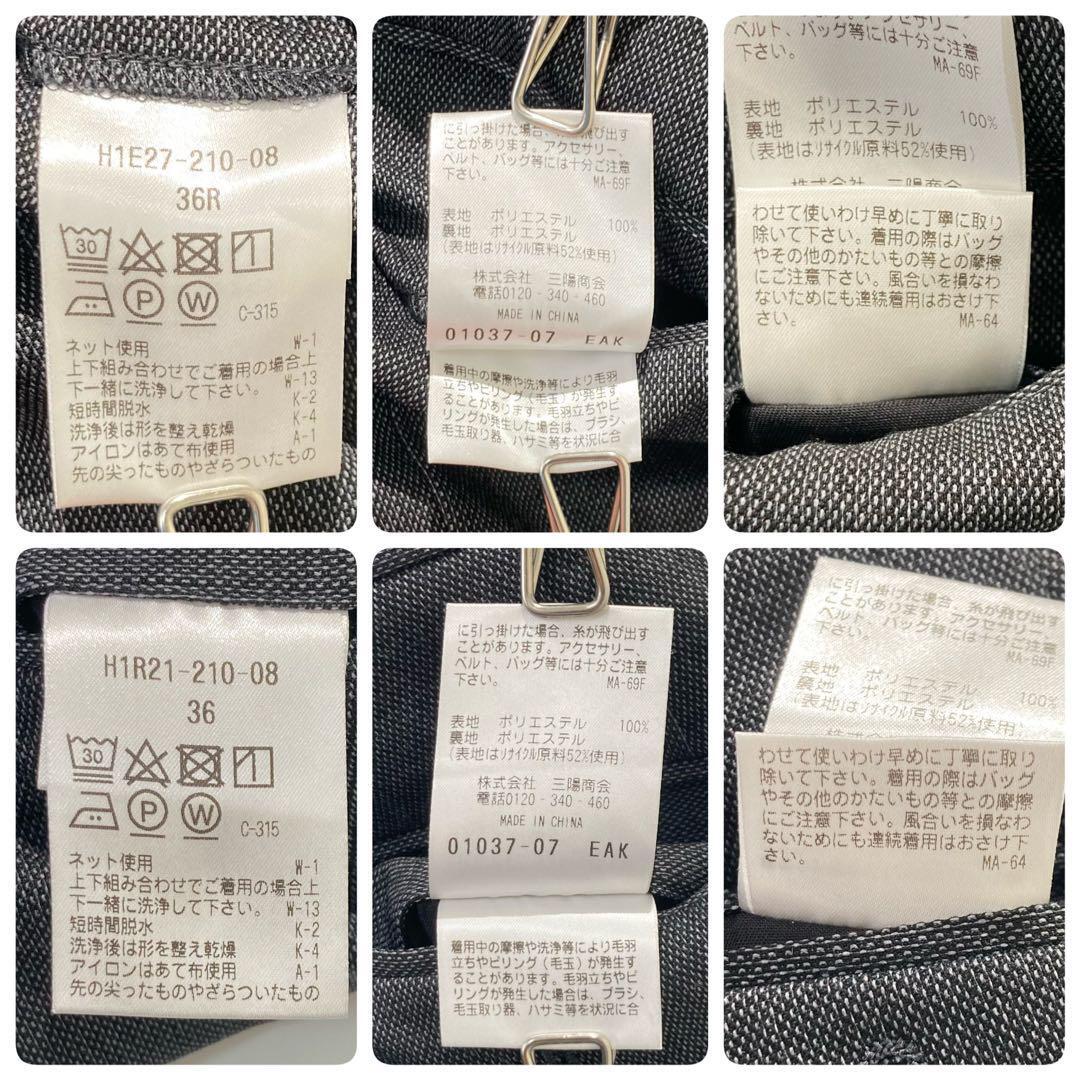 H1E27-210-08
36R
30
P
W
C-315
ネット使用 W-1
上下組み合わせでご着用の場合上
下一緒に洗浄して下さい。 W-13
短時間脱水 K-2
洗浄後は形を整え乾燥 K-4
アイロンはあて布使用 A-1
先の尖ったものやざらついたもの
に引っ掛けた場合、糸が飛び出す
ことがあります。アクセサリー、
ベルト、バッグ等には十分ご注意
下さい。 MA-69F
表地 ポリエステル
裏地 ポリエステル 100%
(表地はリサイクル原料52%使用)
株式会社 三陽商会
電話0120-340-460
MADE IN CHINA
01037-07 EAK
着用中の摩擦や洗浄等により毛羽
立ちやピリング(毛玉)が発生す
ることがあります。毛羽立ちやピ
リングが発生した場合は、ブラシ、
毛玉取り器、ハサミ等を状況に合
ベルト、バッグ等には十分ご注意
下さい。 MA-69F
表地 ポリエステル
裏地 ポリエステル 100%
(表地はリサイクル原料52%使用)
株式会社 三陽商会
わせて使いわけ早めに丁寧に取り
除いて下さい。着用の際はバッグ
やその他のかたいもの等との摩擦
にご注意下さい。風合いを損なわ
ないためにも連続着用はおさけ下
さい。 MA-64
H1R21-210-08
36
30
P
W
C-315
ネット使用 W-1
上下組み合わせでご着用の場合上
下一緒に洗浄して下さい。 W-13
短時間脱水 K-2
洗浄後は形を整え乾燥 K-4
アイロンはあて布使用 A-1
先の尖ったものやざらついたもの
に引っ掛けた場合、糸が飛び出す
ことがあります。アクセサリー、
ベルト、バッグ等には十分ご注意
下さい。 MA-69F
表地 ポリエステル 100%
裏地 ポリエステル
(表地はリサイクル原料52%使用)
株式会社 三陽商会
電話0120-340-460
MADE IN CHINA
01037-07 EAK
着用中の摩擦や洗浄等により毛羽
立ちやピリング(毛玉)が発生す
ることがあります。毛羽立ちやピ
リングが発生した場合は、ブラシ、
毛玉取り器、ハサミ等を状況に合
に引っ掛けた場合、糸が飛び出す
ことがあります。アクセサリー、
ベルト、バッグ等には十分ご注意
下さい。 MA-69F
表地 ポリエステル
裏地 ポリエステル 100%
(表地はリサイクル原料52%使用)
わせて使いわけ早めに丁寧に取り
除いて下さい。着用の際はバッグ
やその他のかたいもの等との摩擦
にご注意下さい。風合いを損なわ
ないためにも連続着用はおさけ下
さい。 MA-64